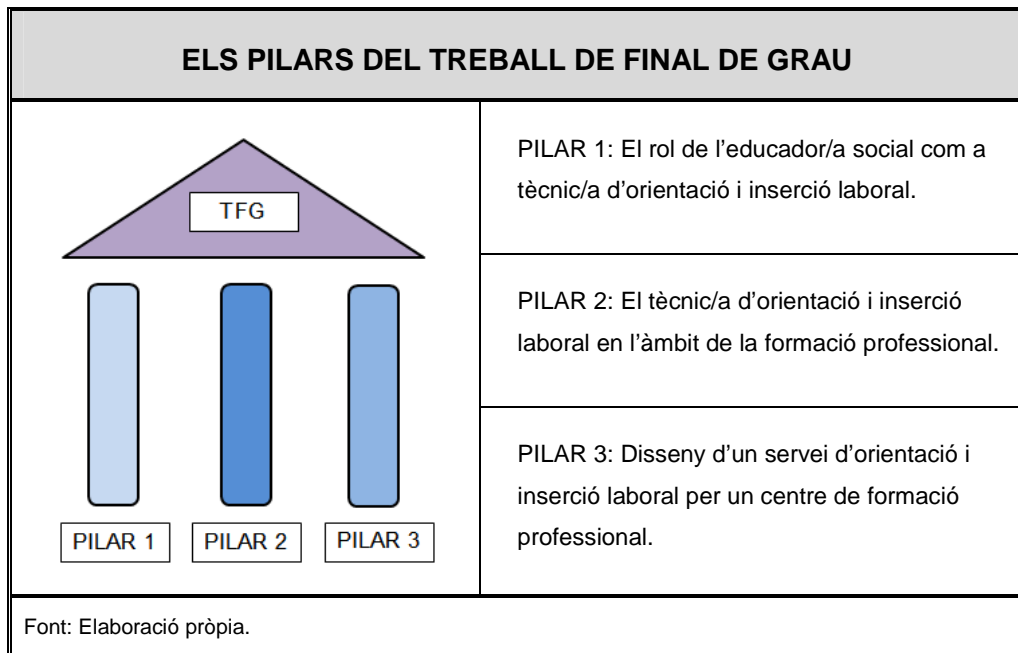 ELS PILARS DEL TREBALL DE FINAL DE GRAU
TFG
PILAR 1
PILAR 2
PILAR 3
PILAR 1: El rol de l’educador/a social com a
tècnic/a d’orientació i inserció laboral.
PILAR 2: El tècnic/a d’orientació i inserció
laboral en l’àmbit de la formació professional.
PILAR 3: Disseny d’un servei d’orientació i
inserció laboral per un centre de formació
professional.
Font: Elaboració pròpia.